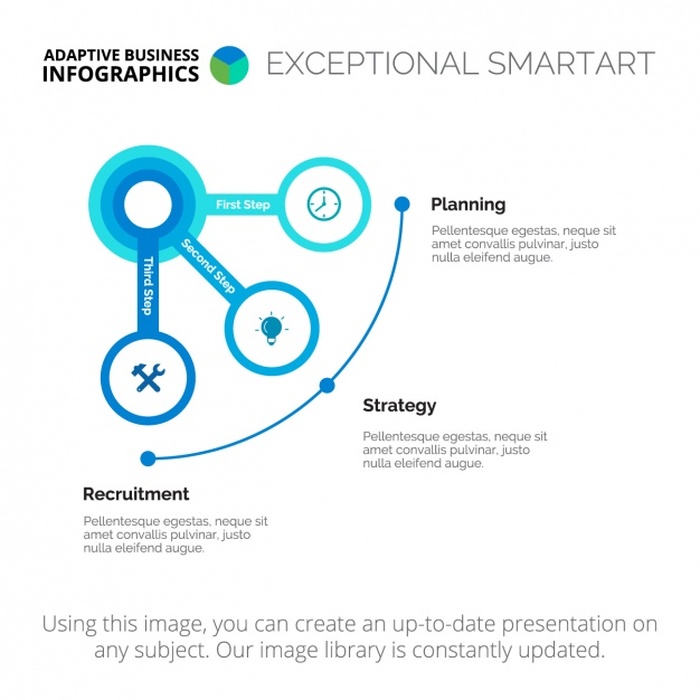 ADAPTIVE BUSINESS
INFOGRAPHICS
EXCEPTIONAL SMARTART
First Step
Second Step
Third Step
Planning
Pellentesque egestas, neque sit
amet convallis pulvinar, justo
nulla eleifend augue.
Strategy
Pellentesque egestas, neque sit
amet convallis pulvinar, justo
nulla eleifend augue.
Recruitment
Pellentesque egestas, neque sit
amet convallis pulvinar, justo
nulla eleifend augue.
Using this image, you can create an up-to-date presentation on
any subject. Our image library is constantly updated.